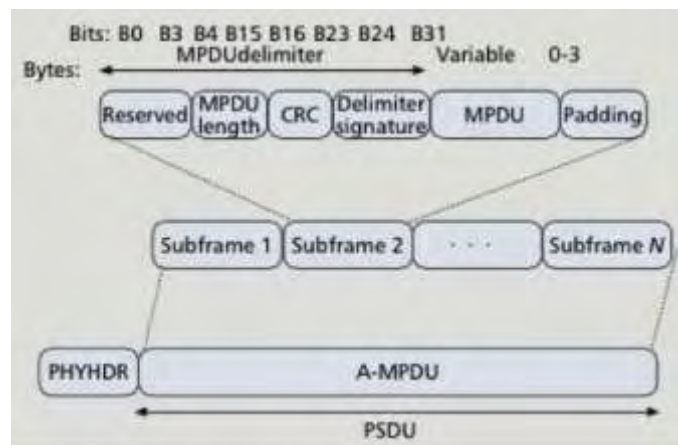 Bits: B0 B3 B4 B15 B16 B23 B24 B31
Bytes: MPDUdelimiter Variable 0-3
Reserved MPDU length CRC Delimiter signature MPDU Padding
Subframe 1 Subframe 2 . . . Subframe N
PHYHDR A-MPDU
PSDU